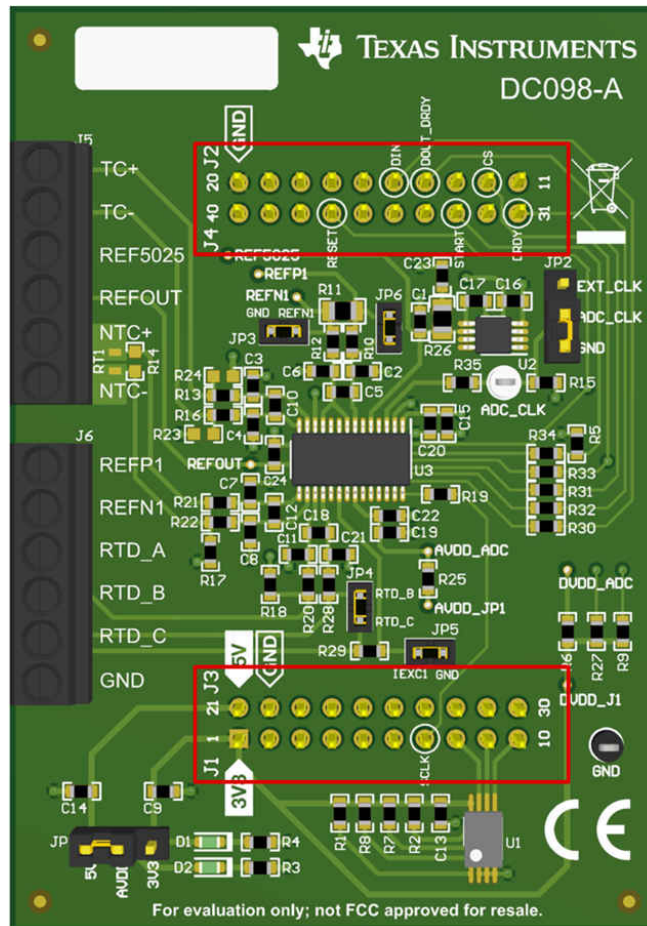 TEXAS INSTRUMENTS
DC098-A
J5
TC+
TC-
REF5025
REFOUT
NTC+
NTC-
J2
20
GND
DIN
DOUT_DRDY
CS
11
J4
40
RESET
START
DRDY
31
REF5025
REFP1
REFN1
C23
R11
GND REFN1
JP3
JP6
C1
C17
C16
JP2
EXT_CLK
ADC_CLK
GND
R12
R10
R26
U2
RT1
R14
C3
C6
C2
R35
R15
ADC_CLK
R24
R13
R16
C10
C5
R23
C4
C15
C20
R34
R5
REFOUT
U3
R33
R31
R32
R30
J6
REFP1
REFN1
RTD_A
RTD_B
RTD_C
GND
C7
C24
R19
R21
R22
C12
C18
C22
C19
C8
C11
C21
R17
AVDD_ADC
R18
R20
R28
JP4
RTD_B
RTD_C
R25
AVDD_JP1
DVDD_ADC
R29
JP5
IEXC1 GND
R27
R9
DVDD_J1
5V
GND
J3
21
30
J1
1
10
3V3
SCLK
GND
C14
C9
JP
3V3
D1
R4
D2
R3
R1
R8
R7
R2
C13
U1
CE
For evaluation only; not FCC approved for resale.